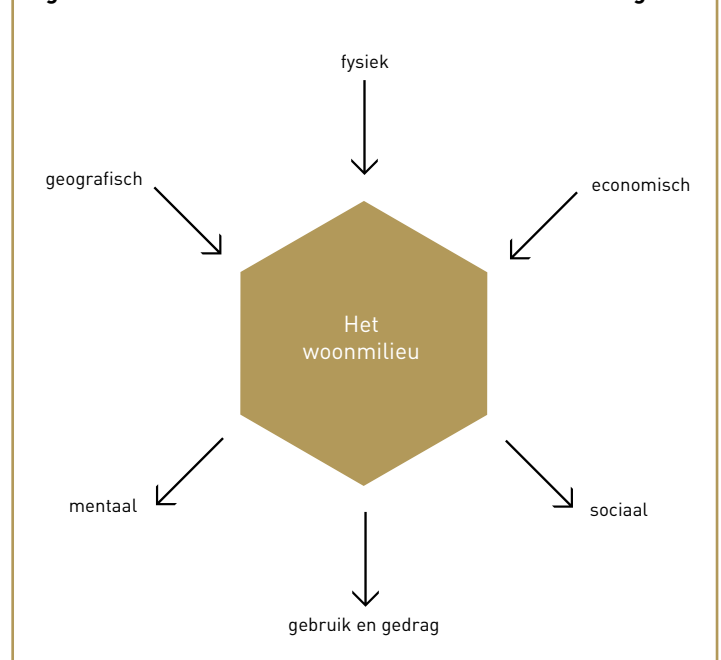 fysiek
geografisch
economisch
Het
woonmilieu
mentaal
sociaal
gebruik en gedrag